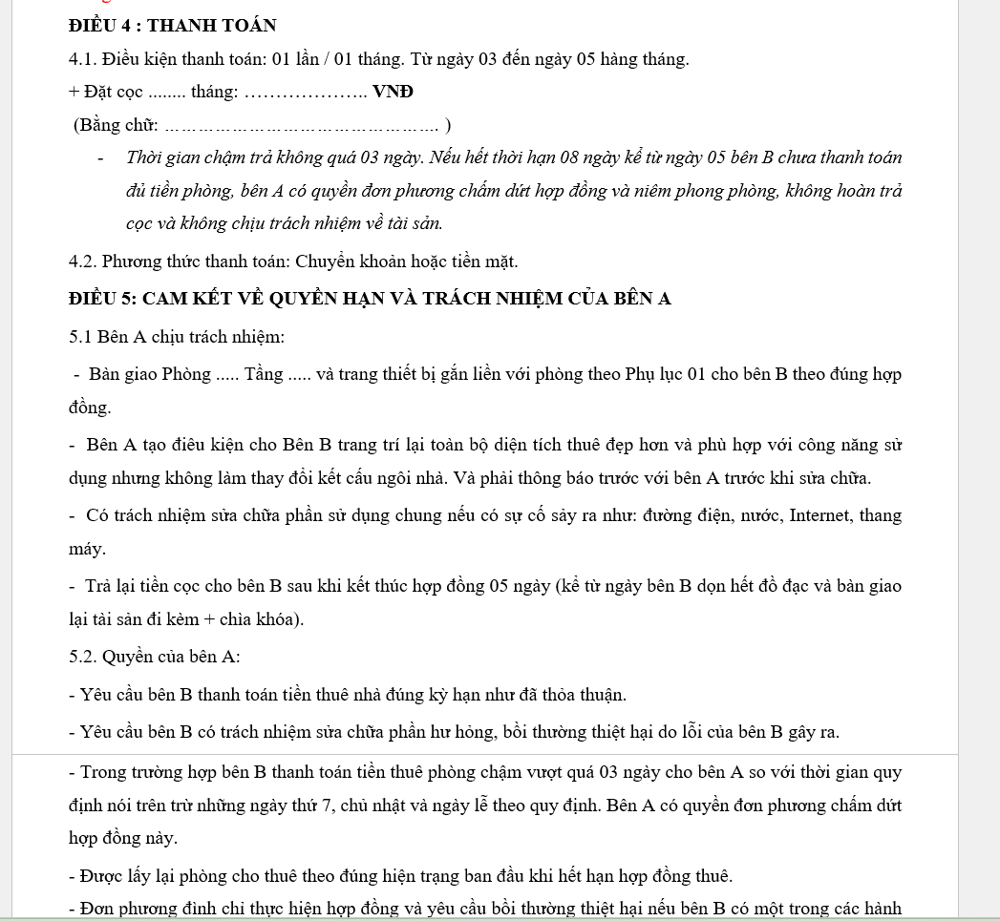 ĐIỀU 4 : THANH TOÁN
4.1. Điều kiện thanh toán: 01 lần / 01 tháng. Từ ngày 03 đến ngày 05 hàng tháng.
+ Đặt cọc ........ tháng: ………………….. VNĐ
(Bằng chữ: …………………………………………. )
- Thời gian chậm trả không quá 03 ngày. Nếu hết thời hạn 08 ngày kể từ ngày 05 bên B chưa thanh toán
đủ tiền phòng, bên A có quyền đơn phương chấm dứt hợp đồng và niêm phong phòng, không hoàn trả
cọc và không chịu trách nhiệm về tài sản.
4.2. Phương thức thanh toán: Chuyển khoản hoặc tiền mặt.
ĐIỀU 5: CAM KẾT VỀ QUYỀN HẠN VÀ TRÁCH NHIỆM CỦA BÊN A
5.1 Bên A chịu trách nhiệm:
- Bàn giao Phòng ..... Tầng ..... và trang thiết bị gắn liền với phòng theo Phụ lục 01 cho bên B theo đúng hợp
đồng.
- Bên A tạo điêu kiện cho Bên B trang trí lại toàn bộ diện tích thuê đẹp hơn và phù hợp với công năng sử
dụng nhưng không làm thay đổi kết cấu ngôi nhà. Và phải thông báo trước với bên A trước khi sửa chữa.
- Có trách nhiệm sửa chữa phần sử dụng chung nếu có sự cố sảy ra như: đường điện, nước, Internet, thang
máy.
- Trả lại tiền cọc cho bên B sau khi kết thúc hợp đồng 05 ngày (kể từ ngày bên B dọn hết đồ đạc và bàn giao
lại tài sản đi kèm + chìa khóa).
5.2. Quyền của bên A:
- Yêu cầu bên B thanh toán tiền thuê nhà đúng kỳ hạn như đã thỏa thuận.
- Yêu cầu bên B có trách nhiệm sửa chữa phần hư hỏng, bồi thường thiệt hại do lỗi của bên B gây ra.
- Trong trường hợp bên B thanh toán tiền thuê phòng chậm vượt quá 03 ngày cho bên A so với thời gian quy
định nói trên trừ những ngày thứ 7, chủ nhật và ngày lễ theo quy định. Bên A có quyền đơn phương chấm dứt
hợp đồng này.
- Được lấy lại phòng cho thuê theo đúng hiện trạng ban đầu khi hết hạn hợp đồng thuê.
- Đơn phương đình chỉ thực hiện hợp đồng và yêu cầu bồi thường thiệt hại nếu bên B có một trong các hành